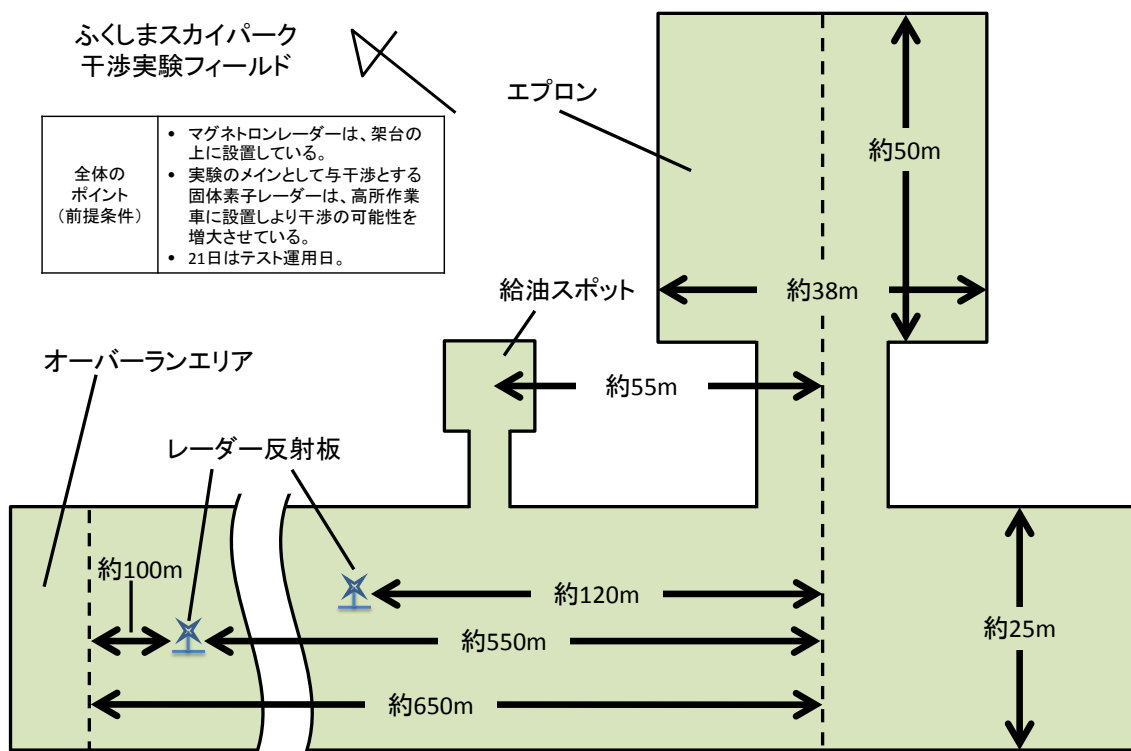 ふくしまスカイパーク
干渉実験フィールド
全体の
ポイント
（前提条件）
• マグネトロンレーダーは、架台の
上に設置している。
• 実験のメインとして与干渉とする
固体素子レーダーは、高所作業
車に設置しより干渉の可能性を
増大させている。
• 21日はテスト運用日。
エプロン
約50m
約38m
給油スポット
約55m
オーバーランエリア
レーダー反射板
約100m
約120m
約550m
約25m
約650m